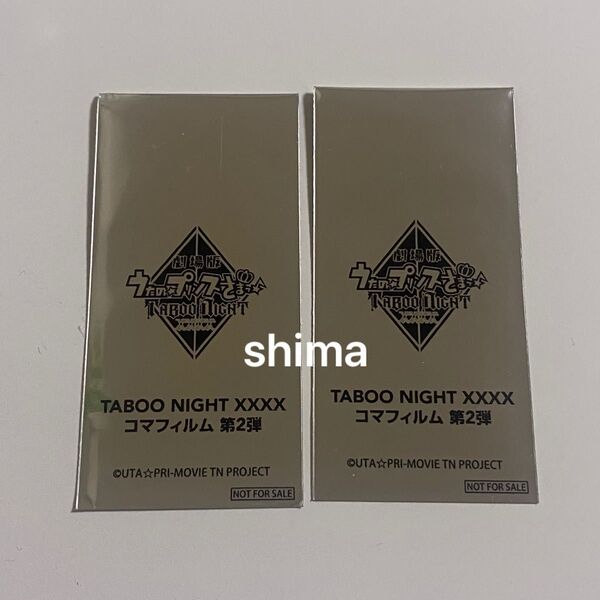 劇場版
うたの☆プリンスさまっ♪
TABOO NIGHT
XXXX
TABOO NIGHT XXXX
コマフィルム 第2弾
©UTA☆PRI-MOVIE TN PROJECT
NOT FOR SALE
劇場版
うたの☆プリンスさまっ♪
TABOO NIGHT
XXXX
TABOO NIGHT XXXX
コマフィルム 第2弾
©UTA☆PRI-MOVIE TN PROJECT
NOT FOR SALE
shima